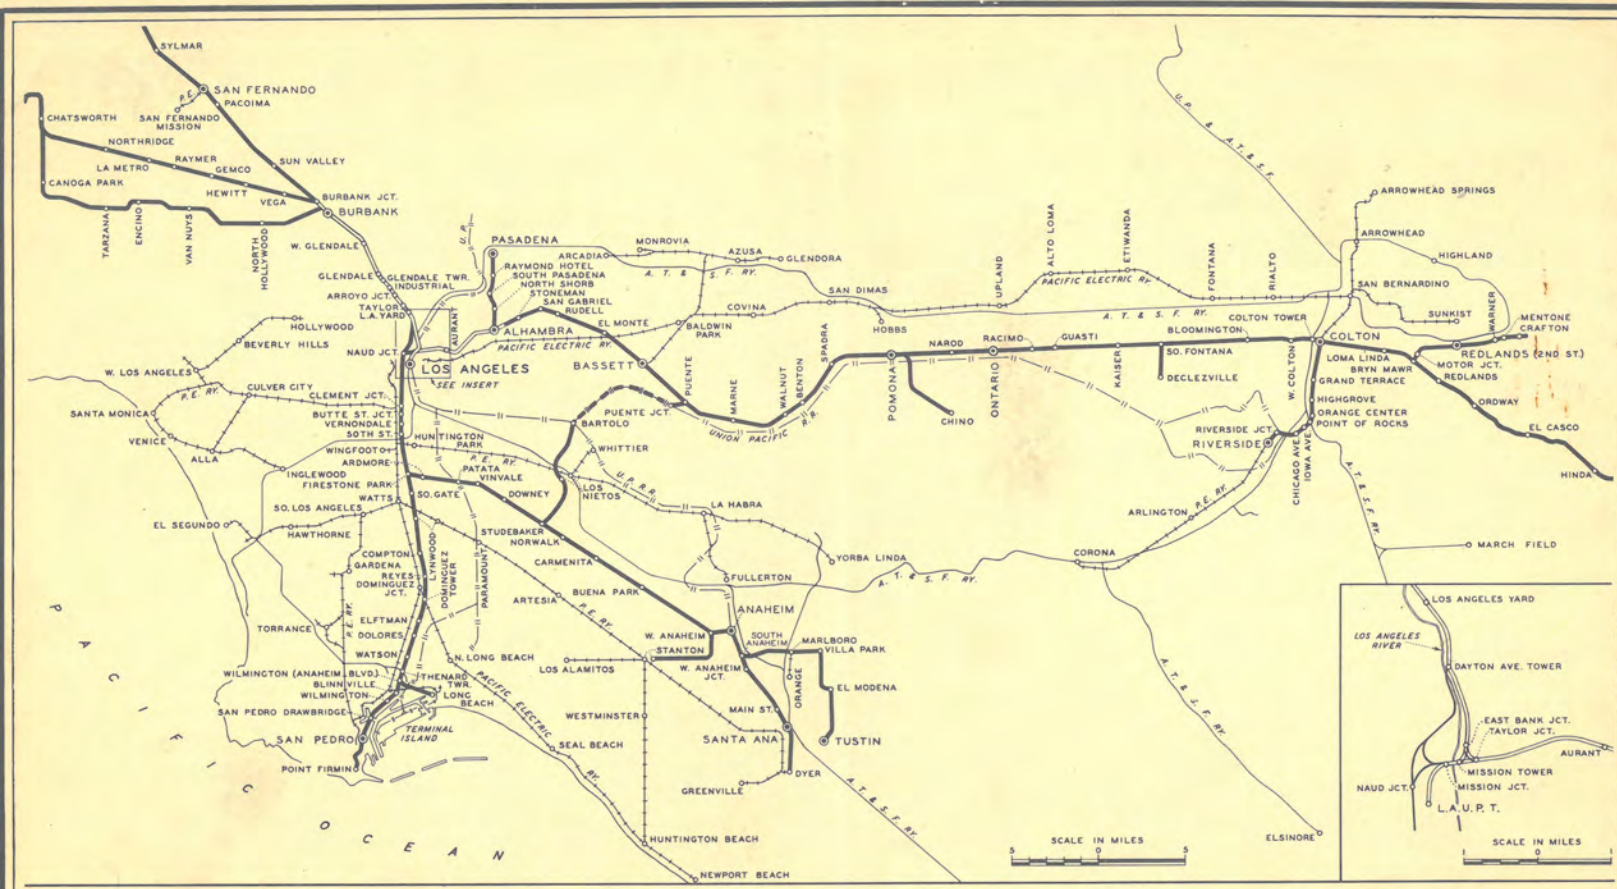 SYLMAR
P.E.
SAN FERNANDO
PACOIMA
SAN FERNANDO
MISSION
CHATSWORTH
NORTHRIDGE
LA METRO
RAYMER
GEMCO
HEWITT
VEGA
SUN VALLEY
CANOGA PARK
BURBANK JCT.
BURBANK
TARZANA
ENCINO
VAN NUYS
NORTH
HOLLYWOOD
W. GLENDALE
GLENDALE
GLENDALE TWR.
INDUSTRIAL
ARROYO JCT.
TAYLOR
L.A. YARD
HOLLYWOOD
BEVERLY HILLS
NAUD JCT.
LOS ANGELES
SEE INSERT
W. LOS ANGELES
P. E. RY.
CULVER CITY
SANTA MONICA
VENICE
ALLA
INGLEWOOD
CLEMENT JCT.
BUTTE ST. JCT.
VERNONDALE
50TH ST.
WINGFOOT
HUNTINGTON
PARK
ARDMORE
FIRESTONE PARK
PATATA
VINVALE
SO. GATE
DOWNEY
WATTS
SO. LOS ANGELES
EL SEGUNDO
HAWTHORNE
COMPTON
GARDENA
REYES
DOMINGUEZ
JCT.
LYNWOOD
DOMINGUEZ
TOWER
PARAMOUNT
TORRANCE
P. E. RY.
ELFTMAN
DOLORES
WATSON
WILMINGTON (ANAHEIM BLVD.)
BLINN VILLE
WILMINGTON
SAN PEDRO DRAWBRIDGE
SAN PEDRO
POINT FIRMIN
THENARD
TWR.
LONG
BEACH
TERMINAL
ISLAND
N. LONG BEACH
PACIFIC ELECTRIC RY.
SEAL BEACH
HUNTINGTON BEACH
NEWPORT BEACH
PACIFIC
OCEAN
U.P.
PASADENA
RAYMOND HOTEL
SOUTH PASADENA
NORTH SHORB
STONEMAN
SAN GABRIEL
RUDELL
AURANT
ALHAMBRA
PACIFIC ELECTRIC RY.
EL MONTE
ARCADIA
MONROVIA
AZUSA
GLENDORA
A. T. & S. F. RY.
BALDWIN
PARK
COVINA
SAN DIMAS
HOBBS
BASSETT
PUENTE
PUENTE JCT.
BARTOLO
WHITTIER
MARNE
WALNUT
BENTON
SPADRA
UNION PACIFIC R.R.
POMONA
CHINO
NAROD
RACIMO
ONTARIO
GUASTI
UPLAND
ALTO LOMA
ETIWANDA
PACIFIC ELECTRIC RY.
FONTANA
RIALTO
A. T. & S. F. RY.
KAISER
BLOOMINGTON
SO. FONTANA
DECLEZVILLE
U. P. & A. T. & S. F.
COLTON TOWER
W. COLTON
COLTON
ARROWHEAD SPRINGS
ARROWHEAD
HIGHLAND
SAN BERNARDINO
SUNKIST
WARNER
MENTONE
CRAFTON
REDLANDS (2ND ST.)
LOMA LINDA
BRYN MAWR
MOTOR JCT.
REDLANDS
ORDWAY
EL CASCO
HINDA
GRAND TERRACE
HIGHGROVE
ORANGE CENTER
POINT OF ROCKS
RIVERSIDE JCT.
RIVERSIDE
CHICAGO AVE.
IOWA AVE.
ARLINGTON
P. E. RY.
CORONA
A. T. & S. F. RY.
MARCH FIELD
A. T. & S. F. RY.
ELSINORE
P. E. RY.
LOS
NIETOS
U. P. R. R.
LA HABRA
YORBA LINDA
FULLERTON
A. T. & S. F. RY.
STUDEBAKER
NORWALK
CARMENITA
BUENA PARK
ARTESIA
P. E. RY.
ANAHEIM
W. ANAHEIM
STANTON
LOS ALAMITOS
W. ANAHEIM
JCT.
SOUTH
ANAHEIM
MARLBORO
VILLA PARK
ORANGE
EL MODENA
MAIN ST.
WESTMINSTER
SANTA ANA
TUSTIN
DYER
GREENVILLE
A. T. & S. F. RY.
SCALE IN MILES
5 0 5
LOS ANGELES YARD
LOS ANGELES
RIVER
DAYTON AVE. TOWER
EAST BANK JCT.
TAYLOR JCT.
AURANT
MISSION TOWER
MISSION JCT.
NAUD JCT.
L.A.U.P.T.
SCALE IN MILES
1 0 1